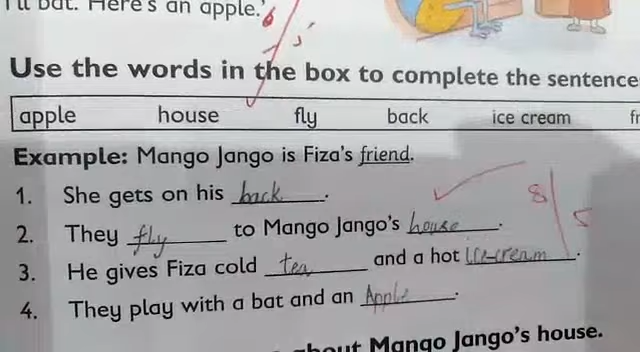 I'll bat. Here's an apple.'
Use the words in the box to complete the sentence
apple house fly back ice cream fr
Example: Mango Jango is Fiza's friend.
1. She gets on his back.
2. They fly to Mango Jango's house.
3. He gives Fiza cold tea and a hot Ice-cream.
4. They play with a bat and an Apple.
about Mango Jango's house.